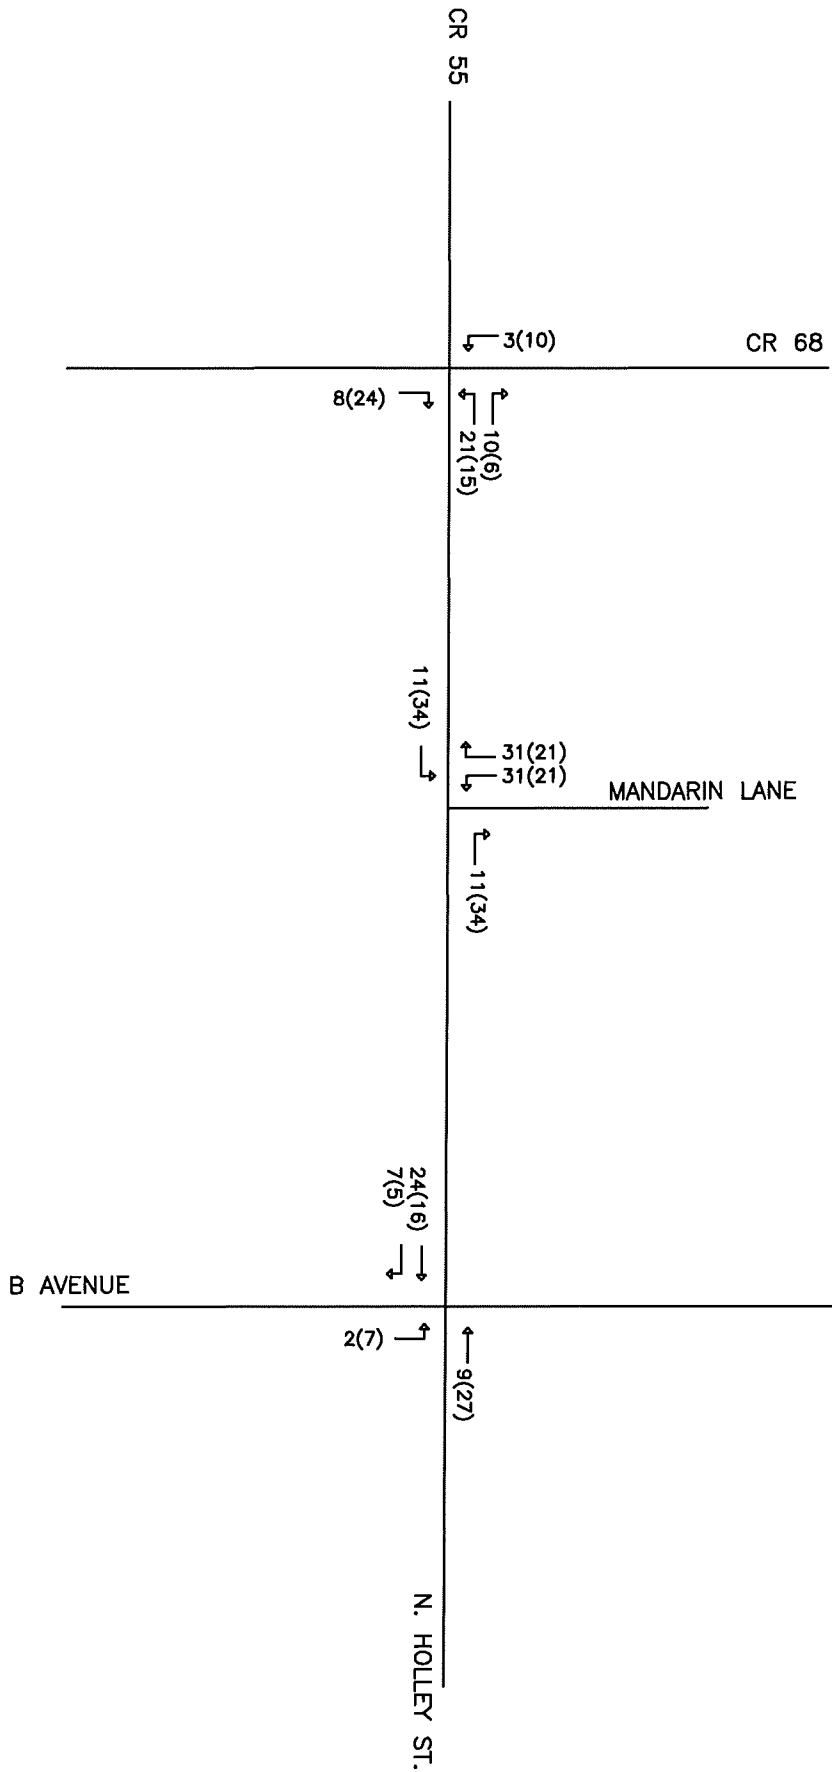 CR 55
3(10)
CR 68
8(24)
10(6)
21(15)
11(34)
31(21)
31(21)
MANDARIN LANE
11(34)
24(16)
7(5)
B AVENUE
2(7)
9(27)
N. HOLLEY ST.